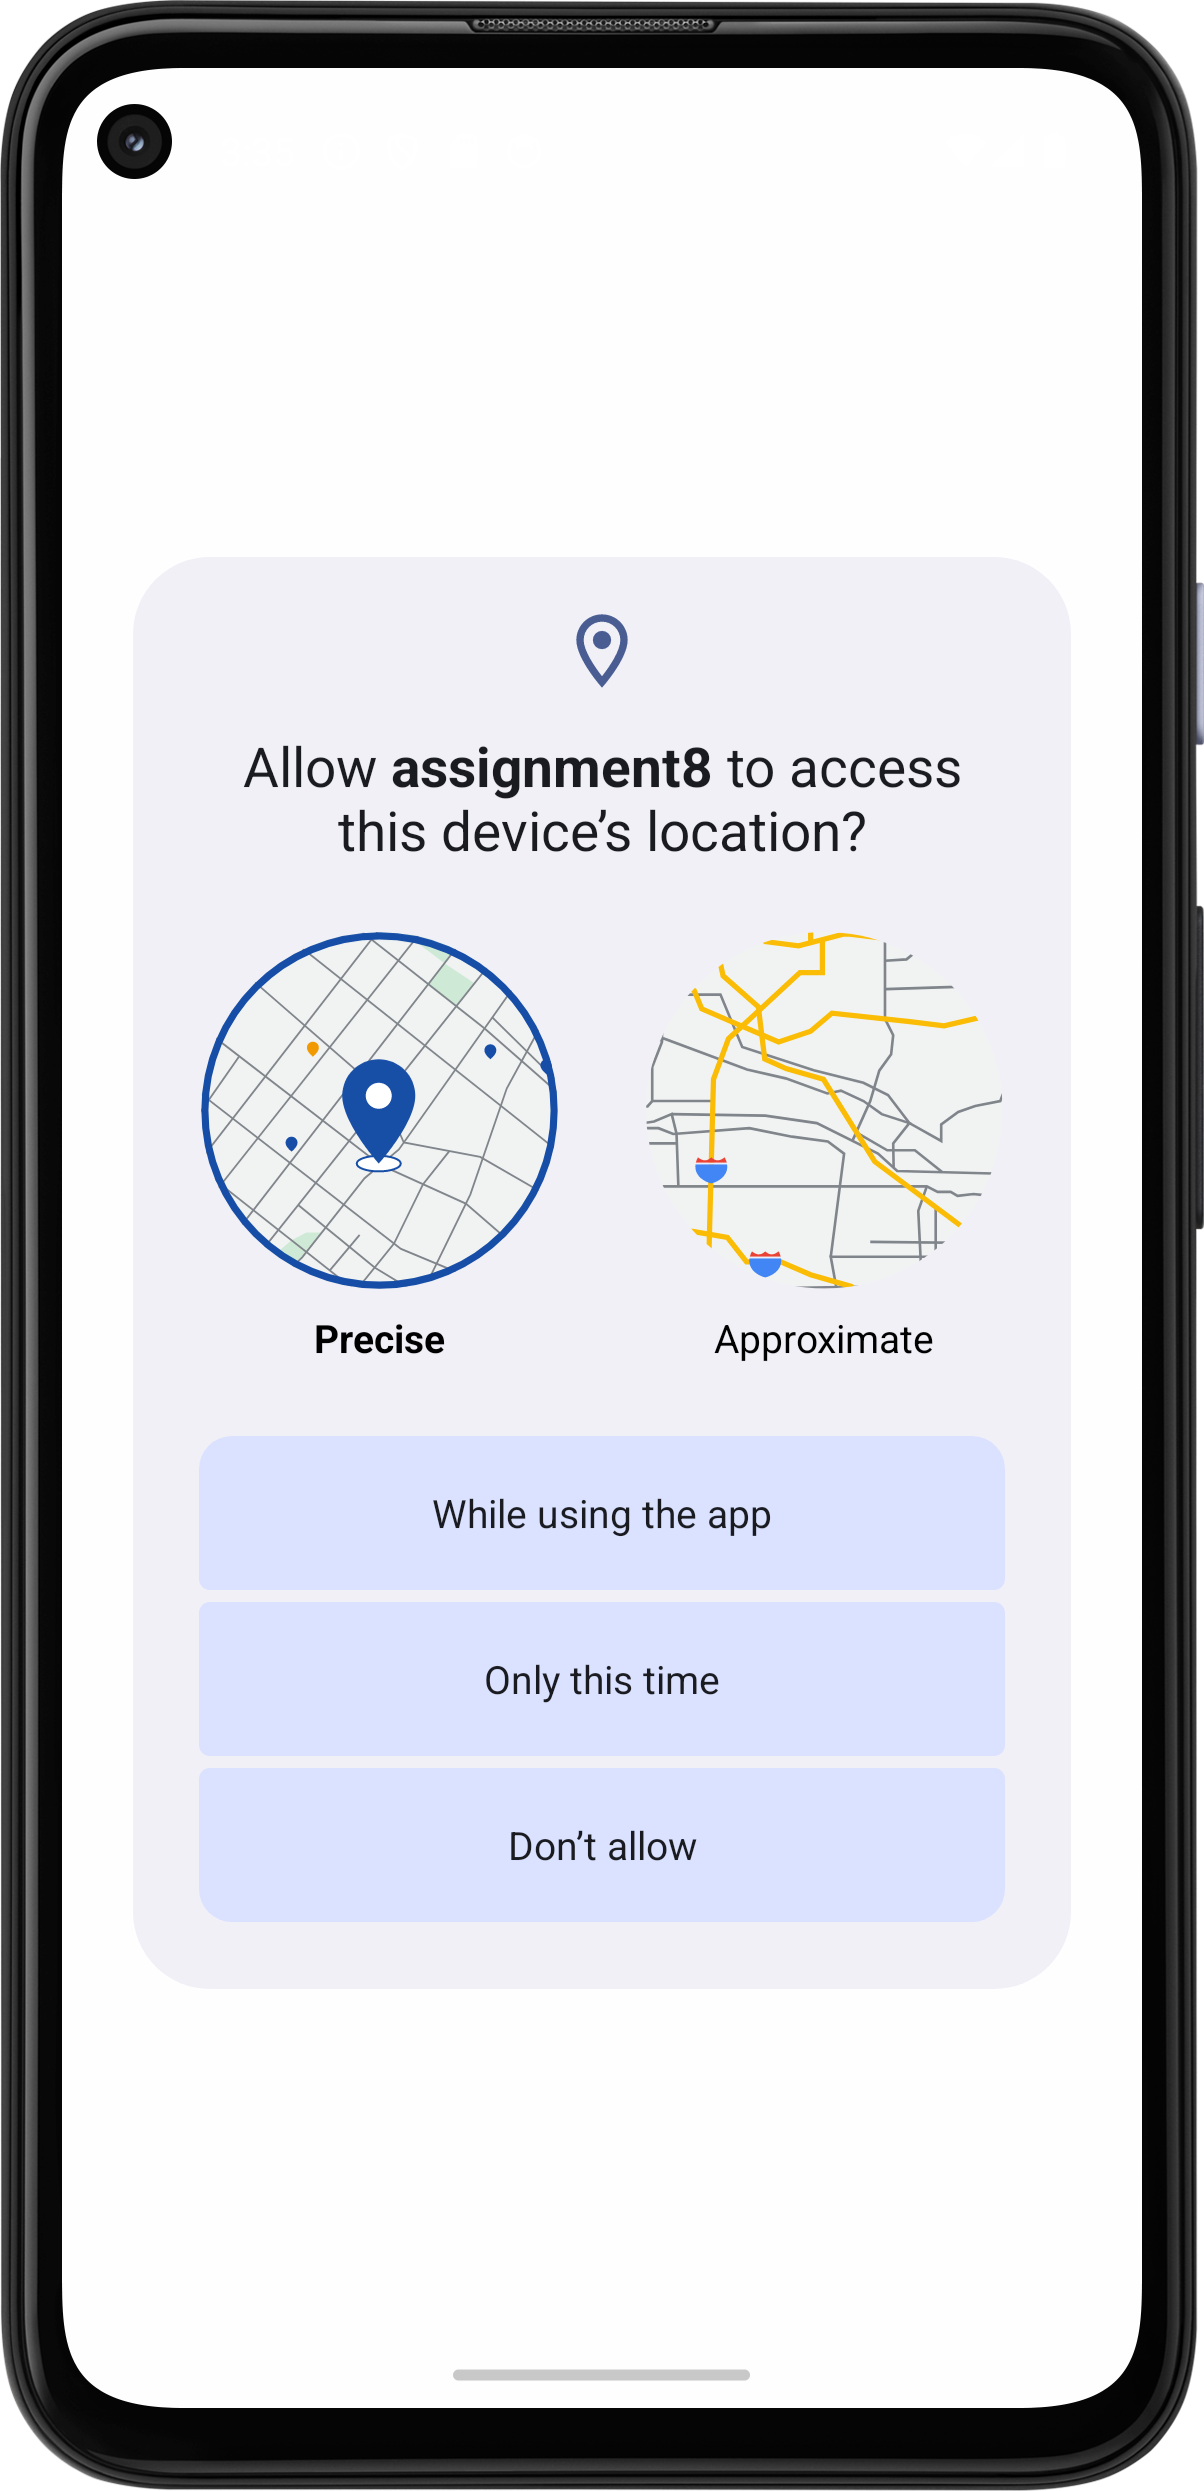 Allow assignment8 to access
this device’s location?
Precise
Approximate
While using the app
Only this time
Don’t allow